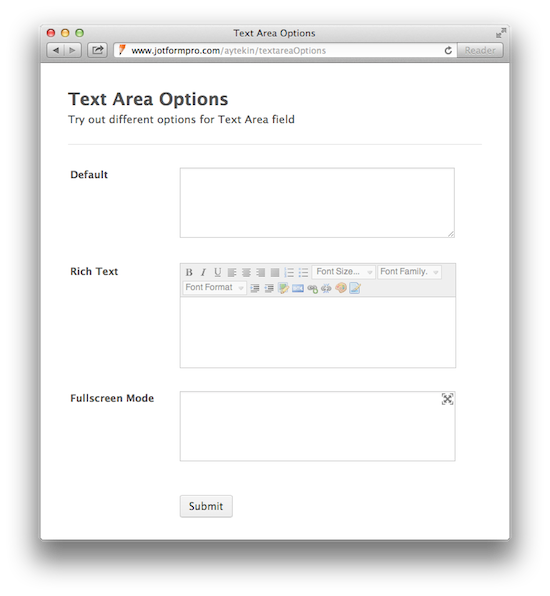 Text Area Options
www.jotformpro.com/aytekin/textareaOptions
Reader
Text Area Options
Try out different options for Text Area field
Default
Rich Text
B I U Font Size... Font Family.
Font Format
Fullscreen Mode
Submit